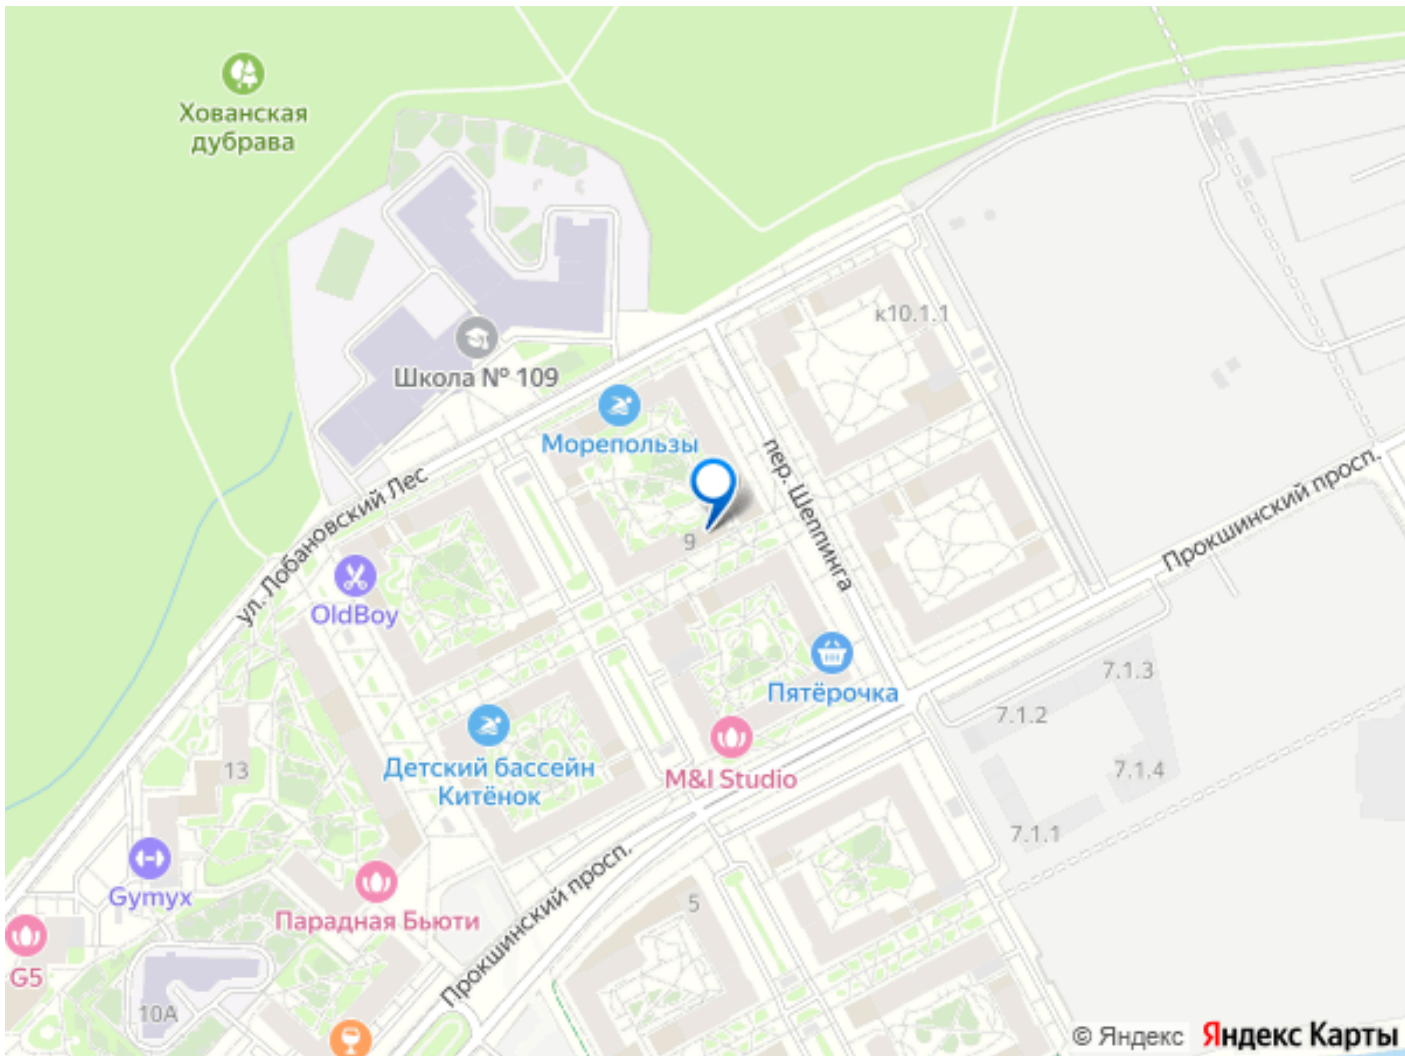 Хованская
дубрава
к10.1.1
Школа № 109
Морепользы
пер. Шеппинга
ул. Лобановский Лес
Прокшинский просп.
9
OldBoy
Пятёрочка
7.1.3
7.1.2
M&I Studio
Детский бассейн
Китёнок
13
7.1.4
7.1.1
Gymyx
Парадная Бьюти
Прокшинский просп.
5
G5
10А
© Яндекс
Яндекс Карты